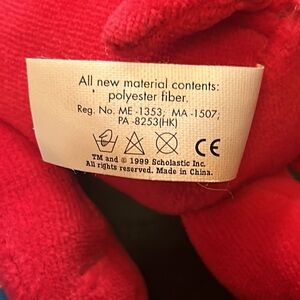 All new material contents:
polyester fiber.
Reg. No. ME -1353; MA -1507;
PA -8253(HK)
CE
TM and © 1999 Scholastic Inc.
All rights reserved. Made in China.